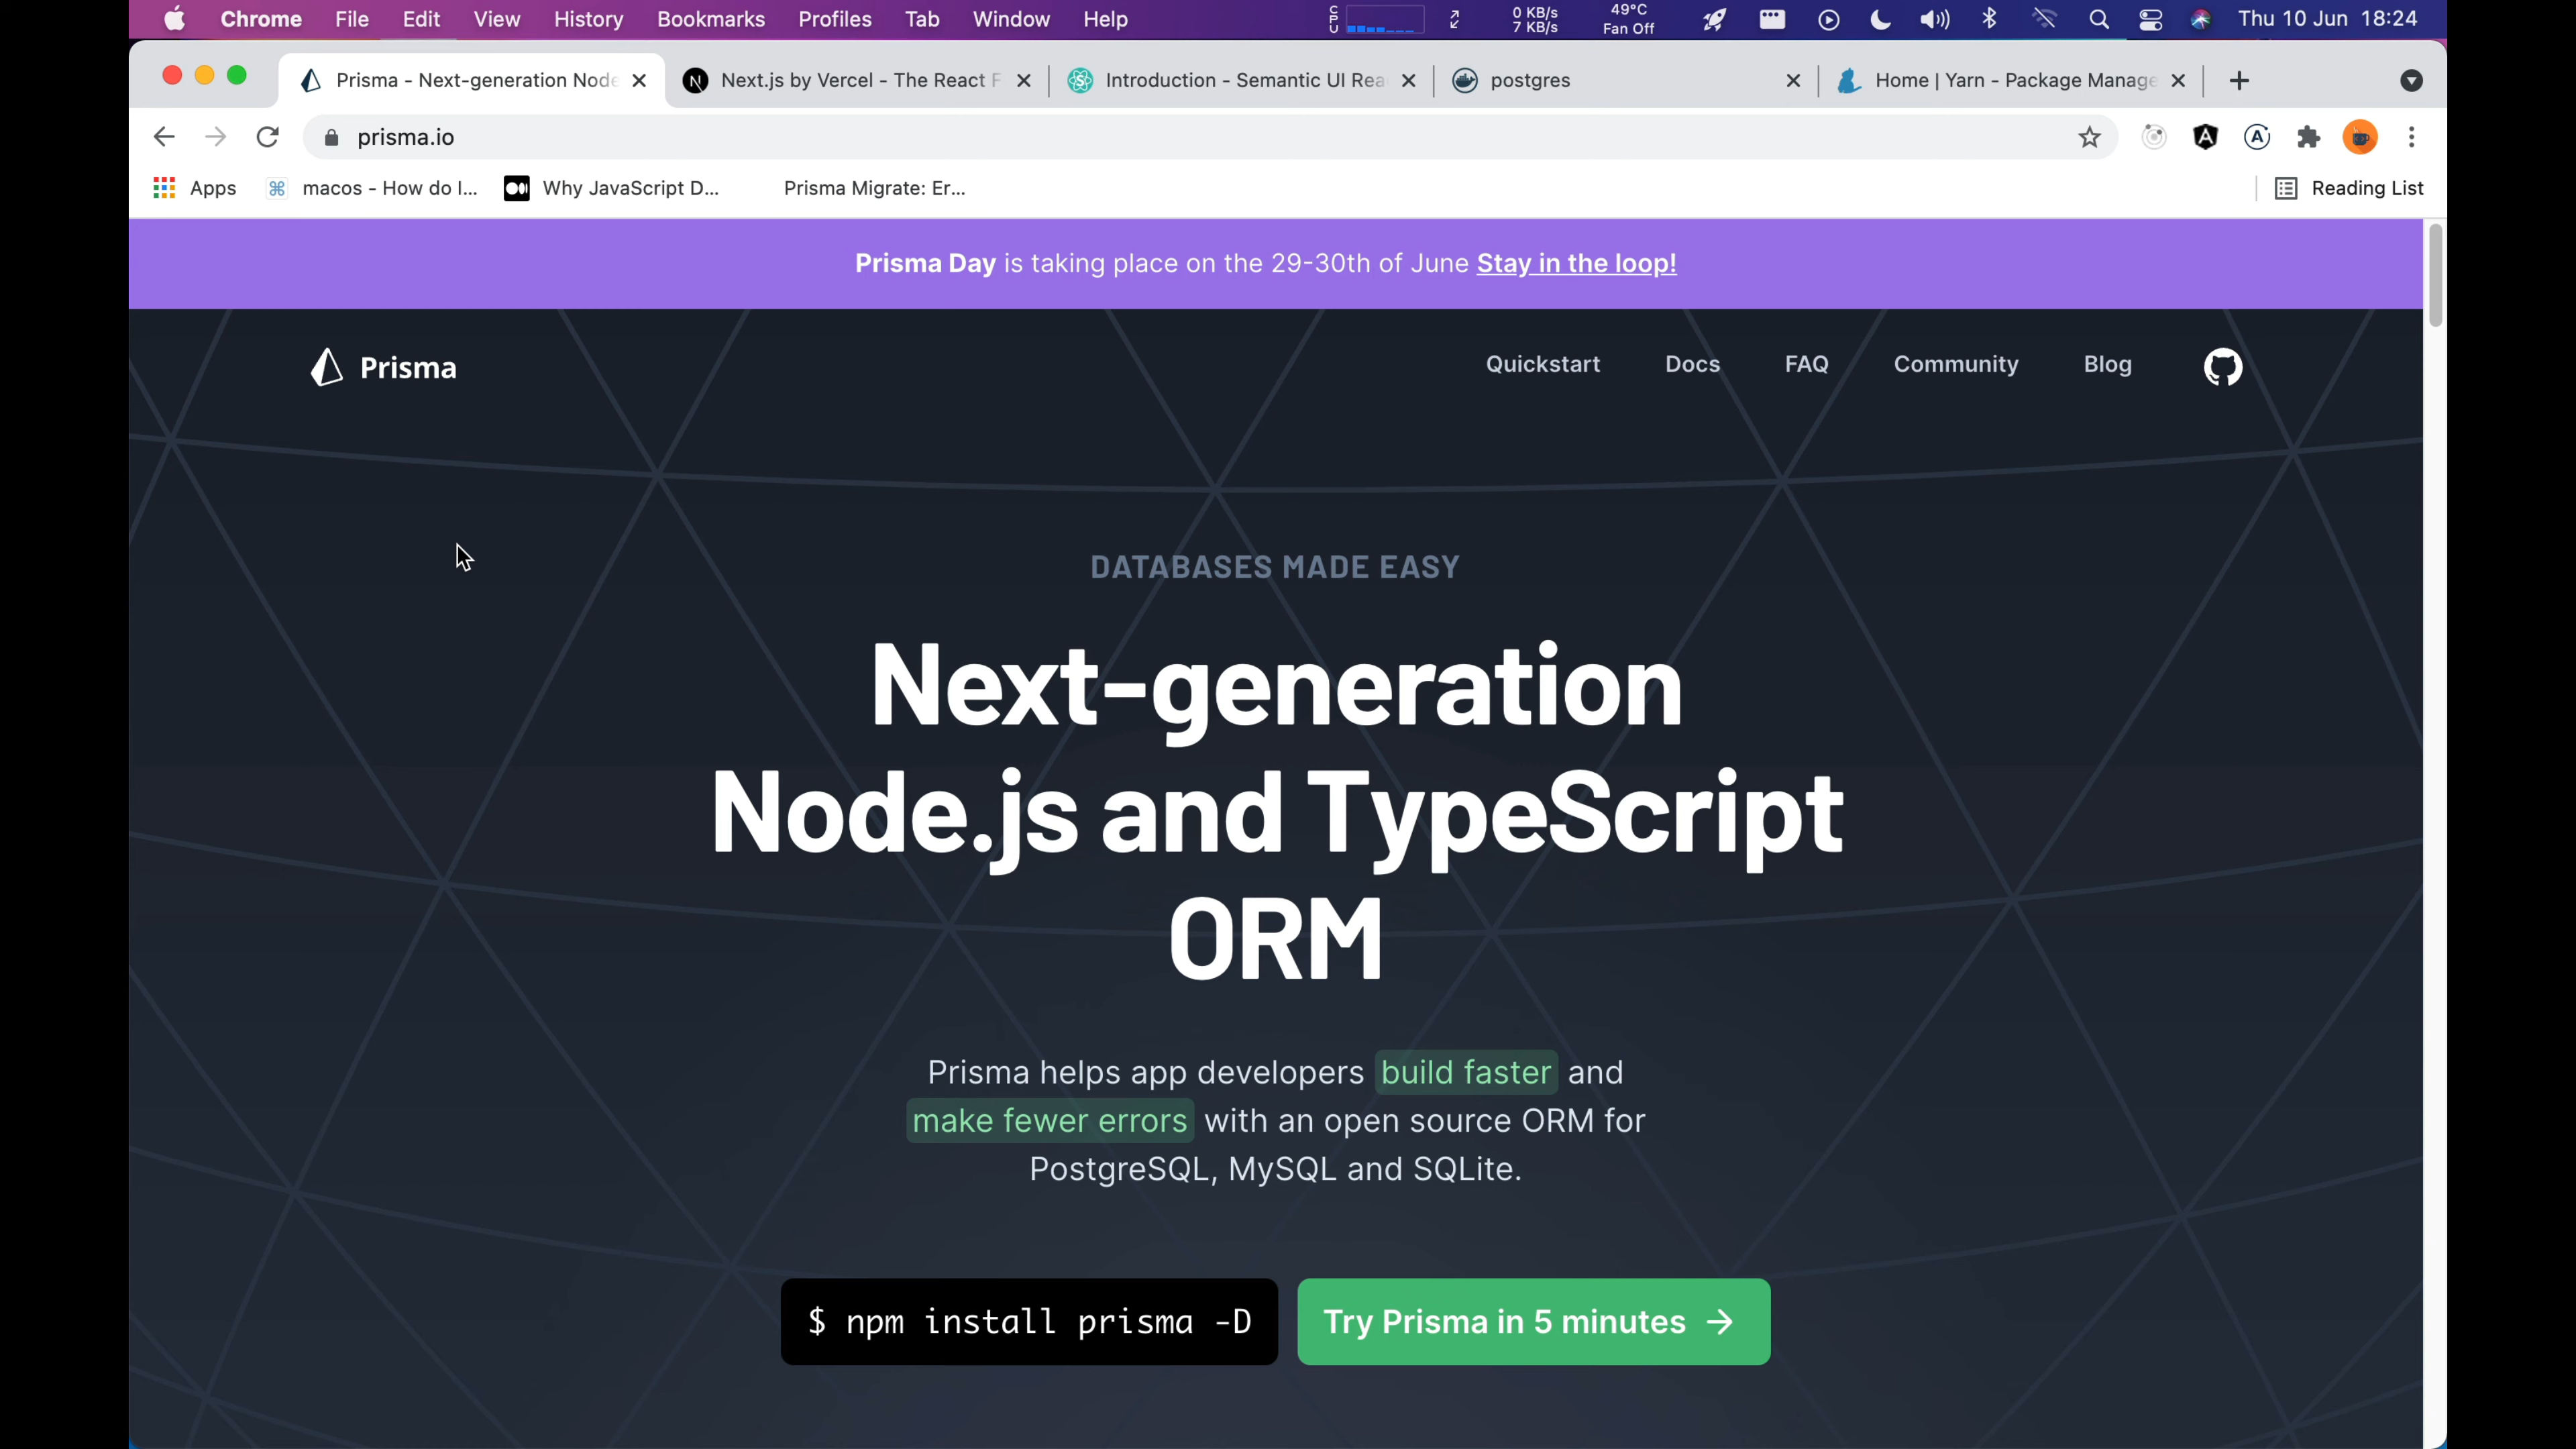 Chrome File Edit View History Bookmarks Profiles Tab Window Help
CPU
0 KB/s
7 KB/s
49°C
Fan Off
Thu 10 Jun 18:24
Prisma - Next-generation Node
Next.js by Vercel - The React F
Introduction - Semantic UI Rea
postgres
Home | Yarn - Package Manage
prisma.io
Apps
macos - How do I...
Why JavaScript D...
Prisma Migrate: Er...
Reading List
Prisma Day is taking place on the 29-30th of June Stay in the loop!
Prisma
Quickstart Docs FAQ Community Blog
DATABASES MADE EASY
Next-generation
Node.js and TypeScript
ORM
Prisma helps app developers build faster and
make fewer errors with an open source ORM for
PostgreSQL, MySQL and SQLite.
$ npm install prisma -D
Try Prisma in 5 minutes →